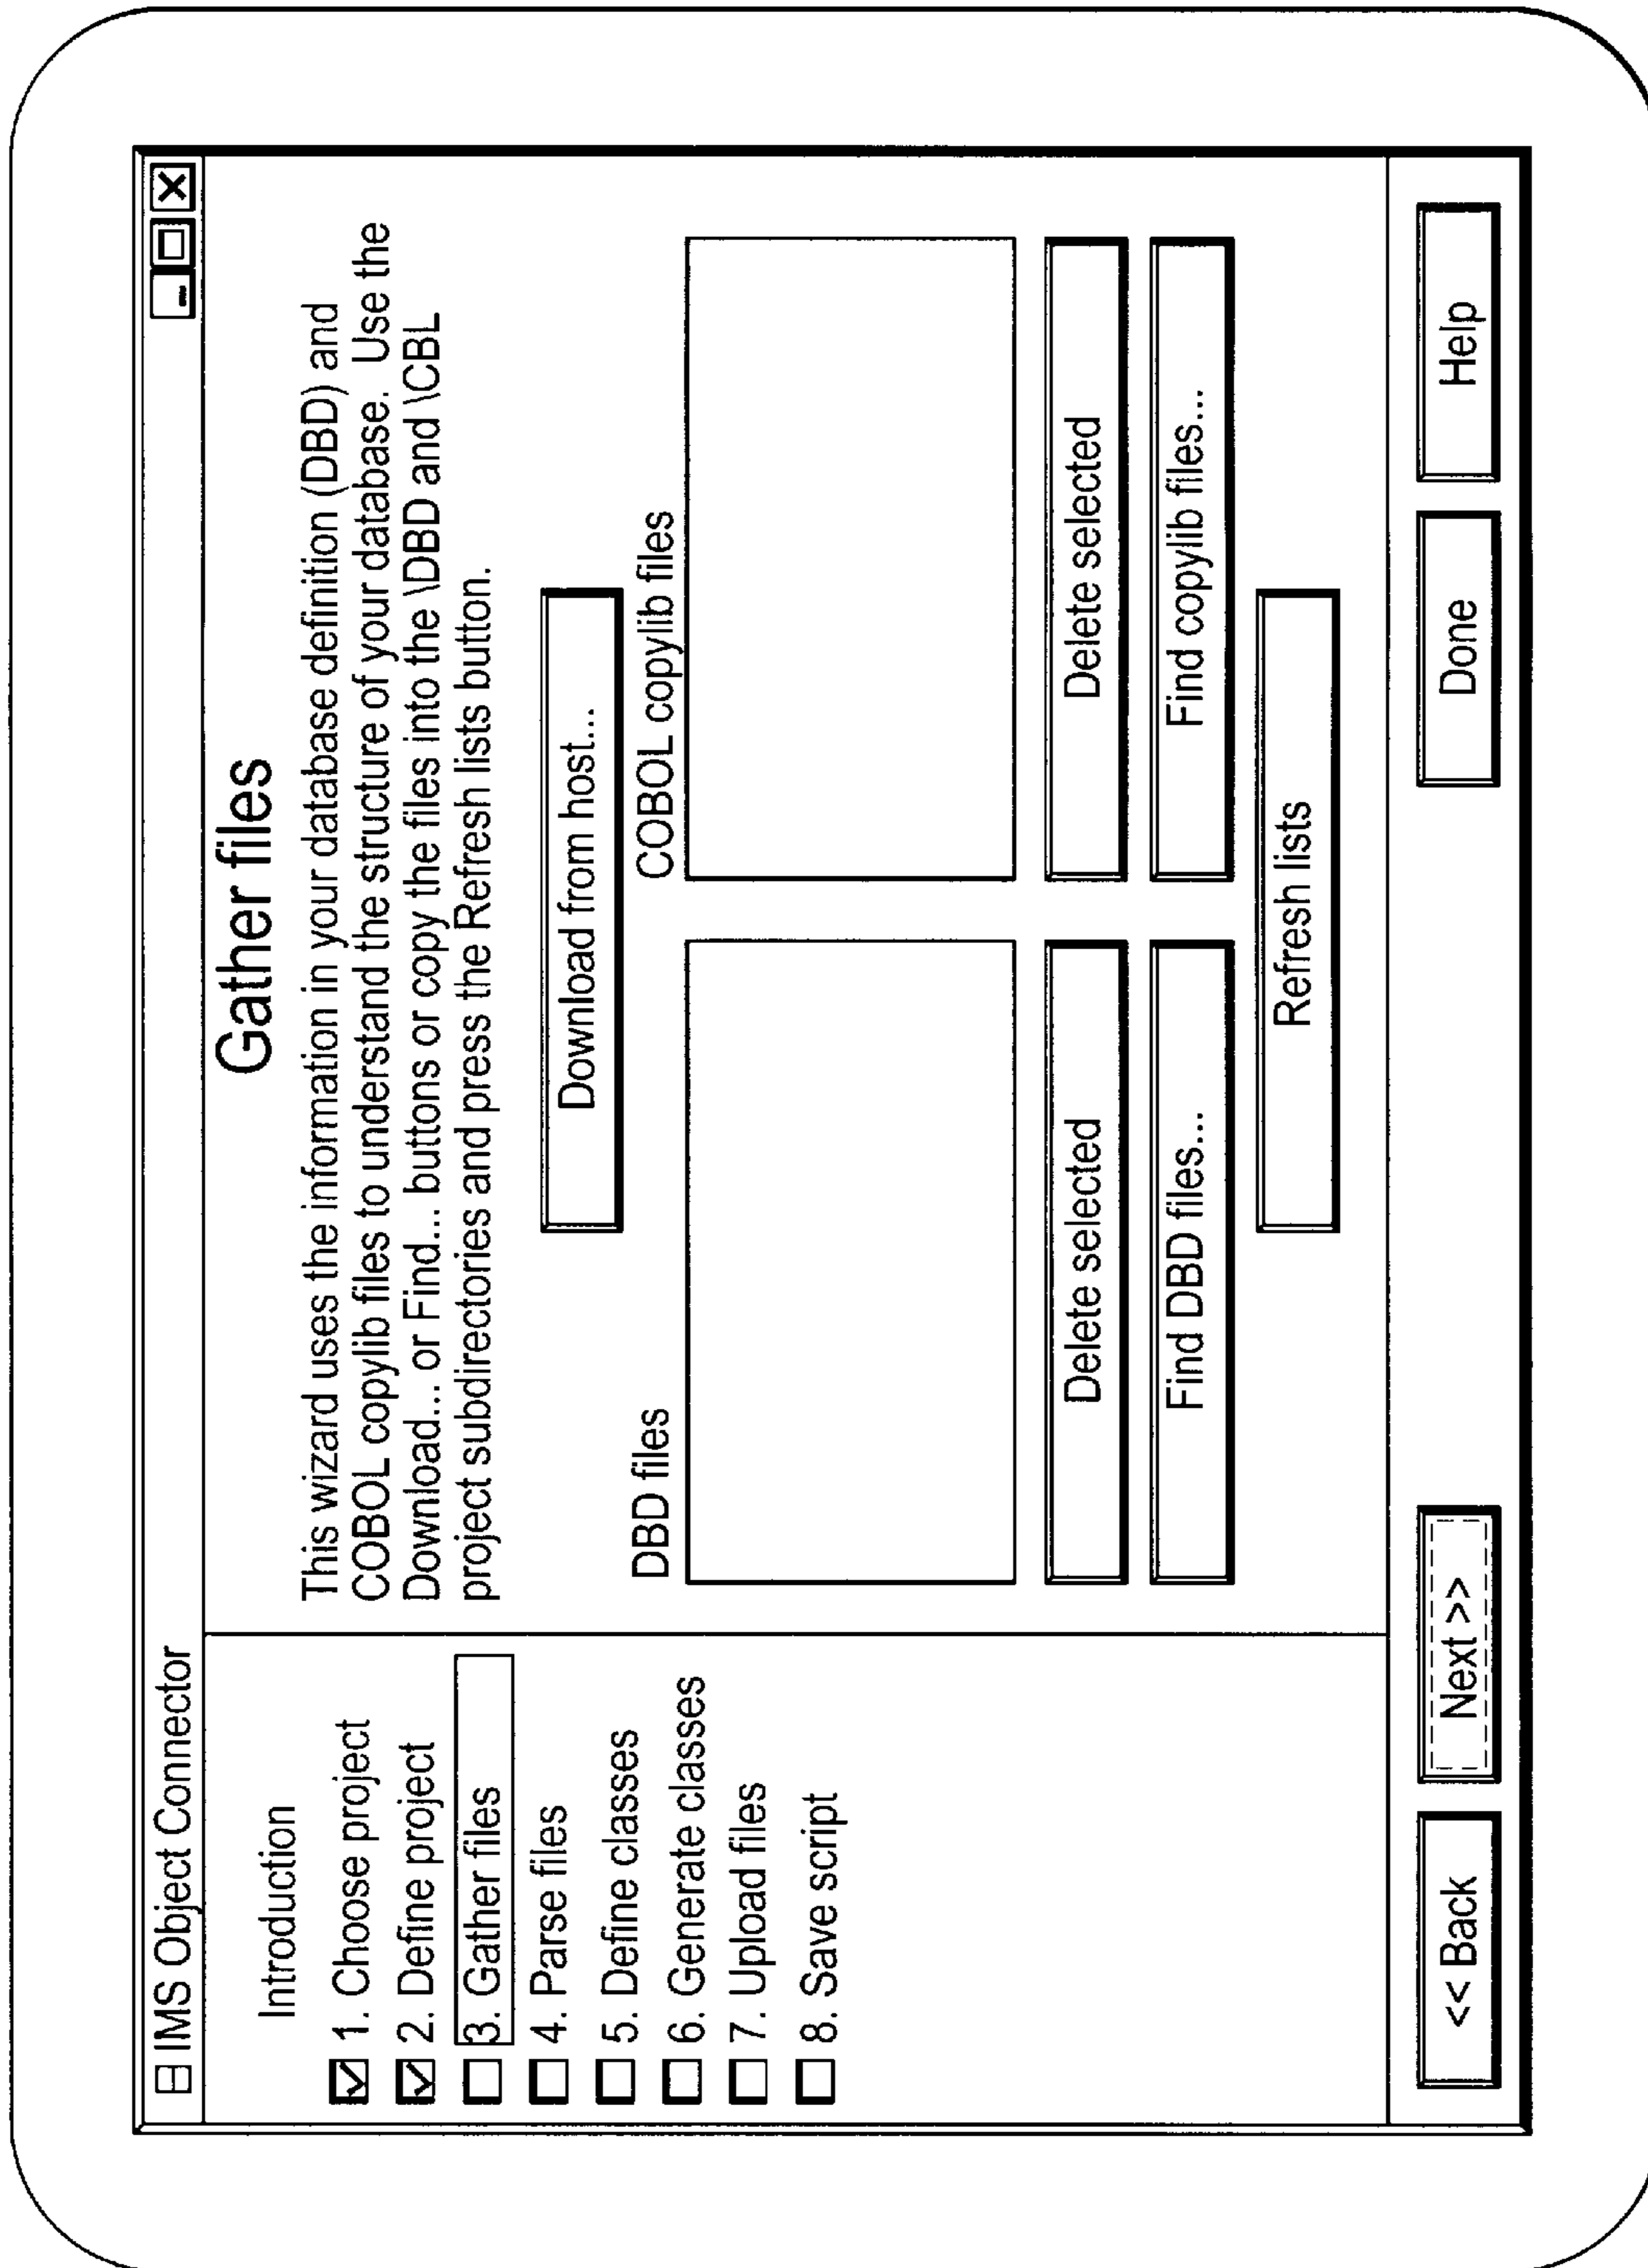 IMS Object Connector
Introduction
1. Choose project
2. Define project
3. Gather files
4. Parse files
5. Define classes
6. Generate classes
7. Upload files
8. Save script
Gather files
This wizard uses the information in your database definition (DBD) and
COBOL copylib files to understand the structure of your database. Use the
Download... or Find... buttons or copy the files into the \DBD and \CBL
project subdirectories and press the Refresh lists button.
Download from host...
DBD files
COBOL copylib files
Delete selected
Delete selected
Find DBD files...
Find copylib files...
Refresh lists
<< Back
Next >>
Done
Help